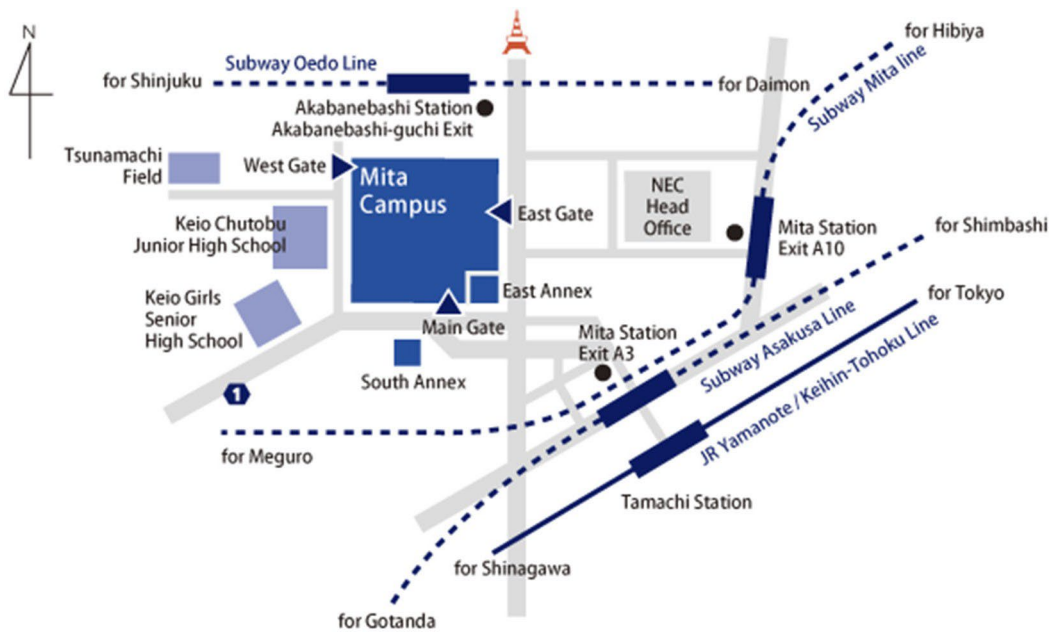 N
for Hibiya
Subway Oedo Line
for Shinjuku
for Daimon
Subway Mita line
Akabanebashi Station
Akabanebashi-guchi Exit
Tsunamachi
Field
West Gate
Mita
Campus
NEC
Head
Office
East Gate
Keio Chutobu
Junior High School
Mita Station
Exit A10
for Shimbashi
Keio Girls
Senior
High School
East Annex
for Tokyo
Main Gate
Mita Station
Exit A3
Subway Asakusa Line
South Annex
1
JR Yamanote / Keihin-Tohoku Line
for Meguro
Tamachi Station
for Shinagawa
for Gotanda